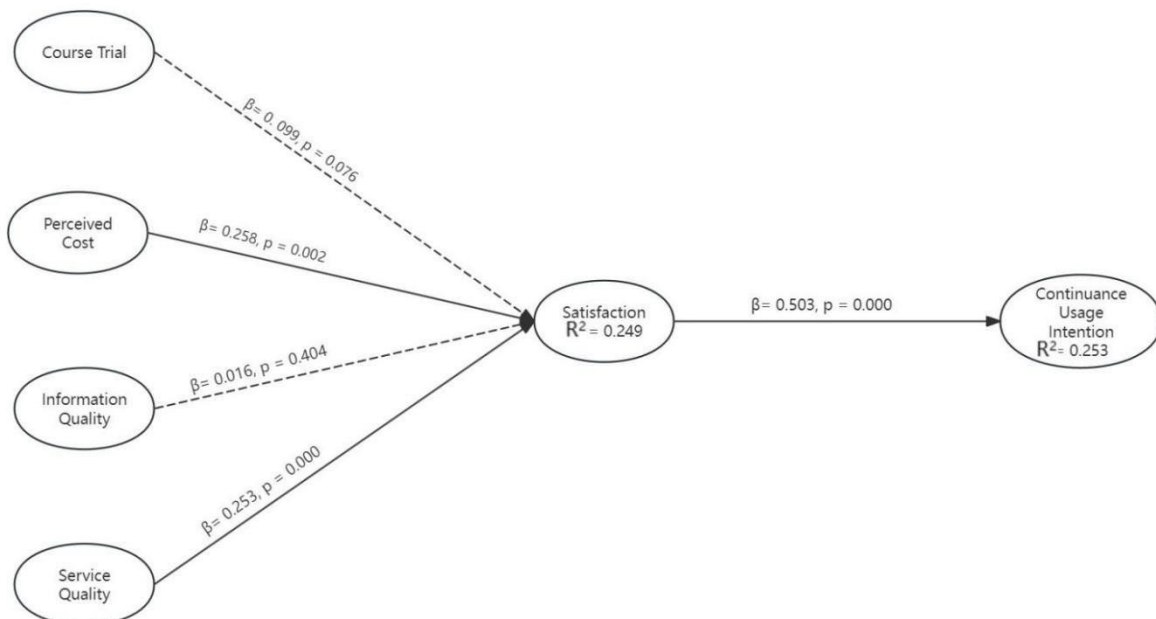 Course Trial
β= 0. 099, p = 0.076
Perceived
Cost
β= 0.258, p = 0.002
Satisfaction
R² = 0.249
β= 0.503, p = 0.000
Continuance
Usage
Intention
R²= 0.253
β= 0.016, p = 0.404
Information
Quality
β= 0.253, p = 0.000
Service
Quality